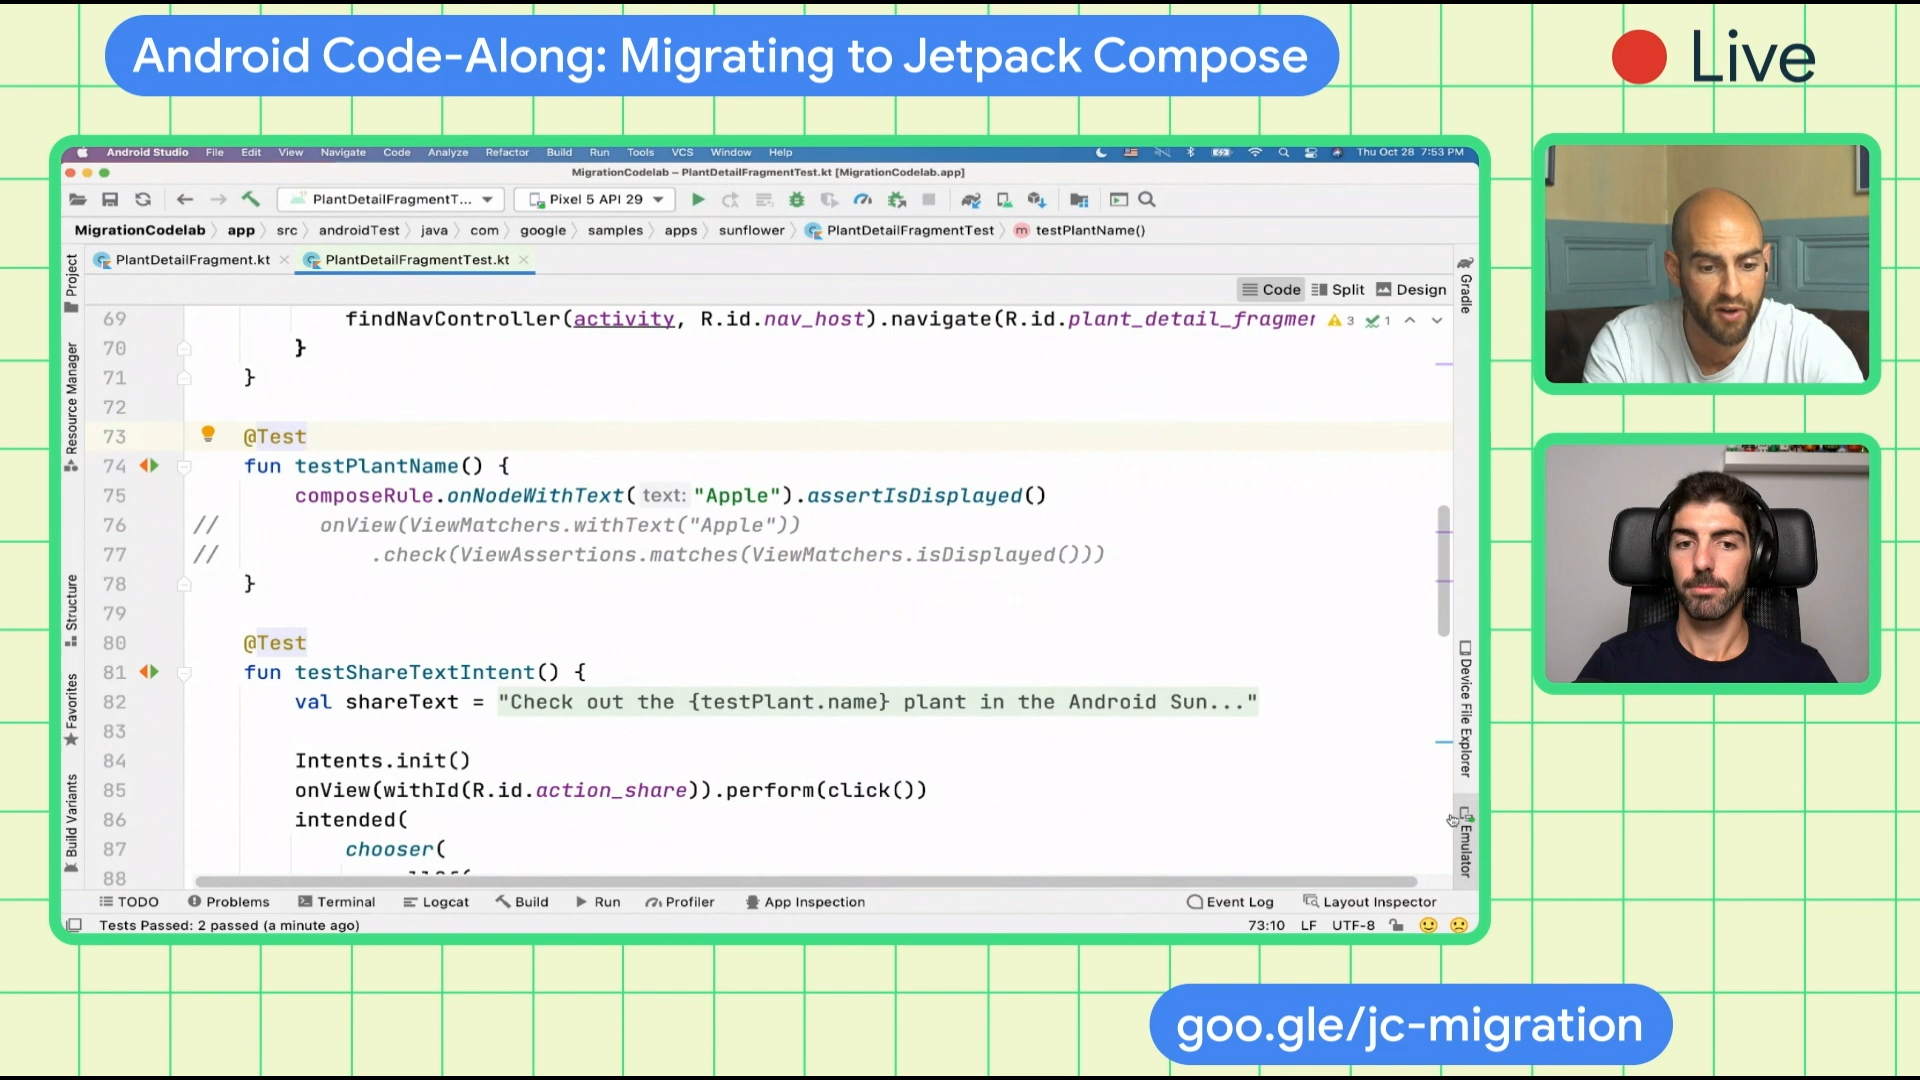 Android Code-Along: Migrating to Jetpack Compose
Live
Android Studio File Edit View Navigate Code Analyze Refactor Build Run Tools VCS Window Help Thu Oct 28 7:53 PM
MigrationCodelab – PlantDetailFragmentTest.kt [MigrationCodelab.app]
PlantDetailFragmentT... Pixel 5 API 29
MigrationCodelab app src androidTest java com google samples apps sunflower PlantDetailFragmentTest m testPlantName()
PlantDetailFragment.kt PlantDetailFragmentTest.kt
Code Split Design
Project
Resource Manager
Structure
Favorites
Build Variants
Gradle
Device File Explorer
Emulator
69 findNavController(activity, R.id.nav_host).navigate(R.id.plant_detail_fragmer 3 1
70 }
71 }
72
73 @Test
74 fun testPlantName() {
75 composeRule.onNodeWithText( text: "Apple").assertIsDisplayed()
76 // onView(ViewMatchers.withText("Apple"))
77 // .check(ViewAssertions.matches(ViewMatchers.isDisplayed()))
78 }
79
80 @Test
81 fun testShareTextIntent() {
82 val shareText = "Check out the {testPlant.name} plant in the Android Sun..."
83
84 Intents.init()
85 onView(withId(R.id.action_share)).perform(click())
86 intended(
87 chooser(
88
TODO Problems Terminal Logcat Build Run Profiler App Inspection Event Log Layout Inspector
Tests Passed: 2 passed (a minute ago) 73:10 LF UTF-8
goo.gle/jc-migration